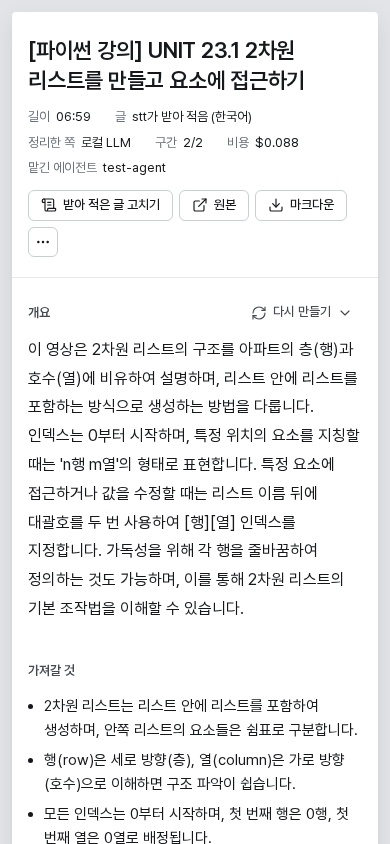 [파이썬 강의] UNIT 23.1 2차원
리스트를 만들고 요소에 접근하기
길이 06:59 글 stt가 받아 적음 (한국어)
정리한 쪽 로컬 LLM 구간 2/2 비용 $0.088
맡긴 에이전트 test-agent
받아 적은 글 고치기 원본 마크다운
...
개요 다시 만들기
이 영상은 2차원 리스트의 구조를 아파트의 층(행)과
호수(열)에 비유하여 설명하며, 리스트 안에 리스트를
포함하는 방식으로 생성하는 방법을 다룹니다.
인덱스는 0부터 시작하며, 특정 위치의 요소를 지칭할
때는 'n행 m열'의 형태로 표현합니다. 특정 요소에
접근하거나 값을 수정할 때는 리스트 이름 뒤에
대괄호를 두 번 사용하여 [행][열] 인덱스를
지정합니다. 가독성을 위해 각 행을 줄바꿈하여
정의하는 것도 가능하며, 이를 통해 2차원 리스트의
기본 조작법을 이해할 수 있습니다.
가져갈 것
• 2차원 리스트는 리스트 안에 리스트를 포함하여
생성하며, 안쪽 리스트의 요소들은 쉼표로 구분합니다.
• 행(row)은 세로 방향(층), 열(column)은 가로 방향
(호수)으로 이해하면 구조 파악이 쉽습니다.
• 모든 인덱스는 0부터 시작하며, 첫 번째 행은 0행, 첫
번째 열은 0열로 배정됩니다.